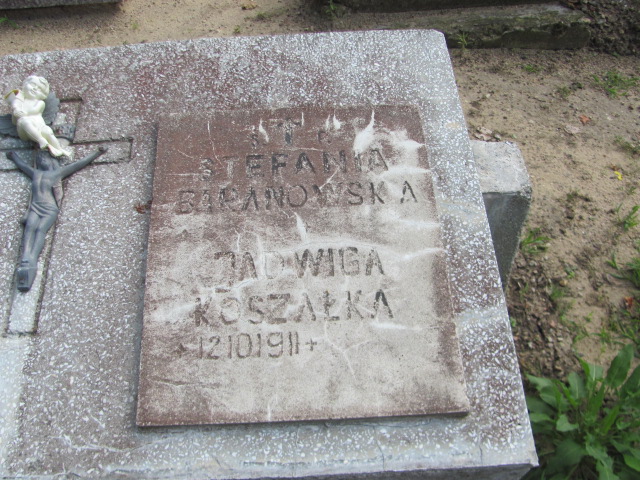 STEFANIA
BARANOWSKA
* +
JADWIGA
KOSZAŁKA
*12.10.1911+